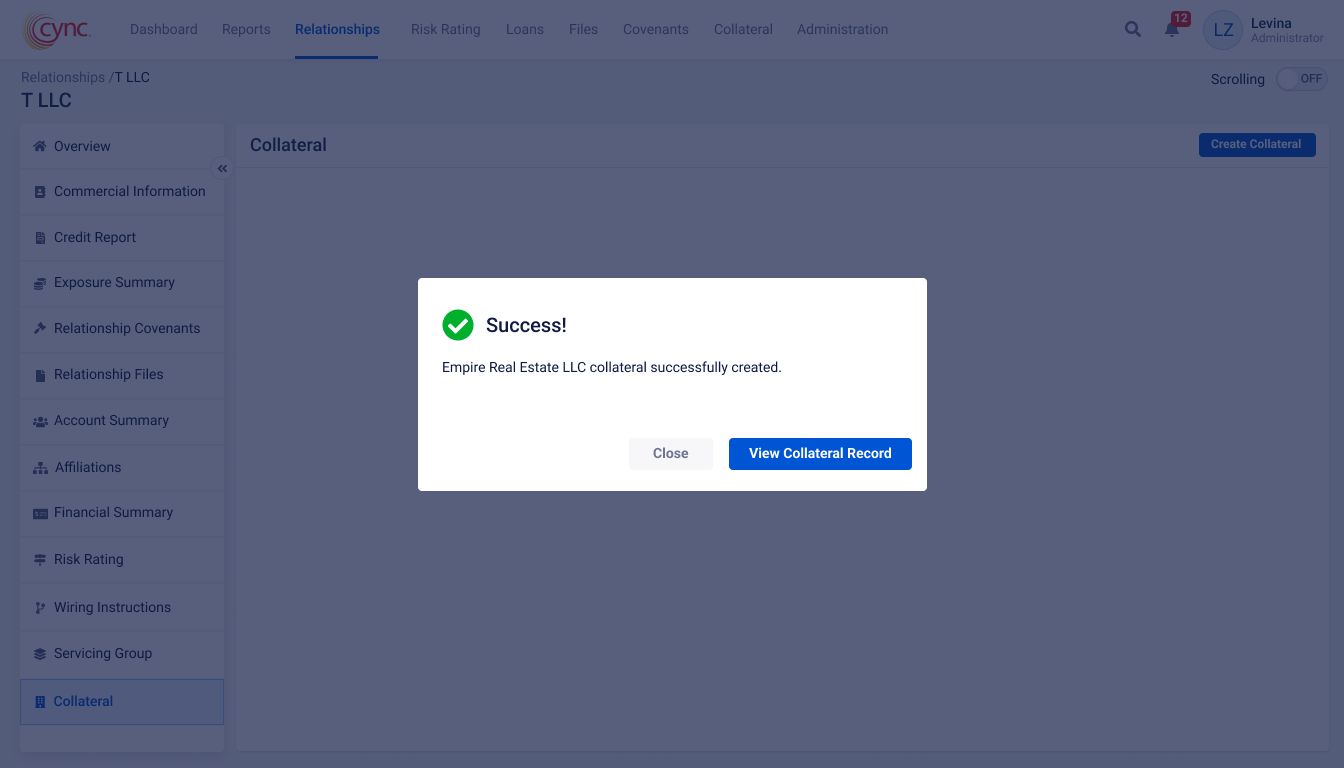 cync
Dashboard Reports Relationships Risk Rating Loans Files Covenants Collateral Administration
12
LZ
Levina
Administrator
Relationships /T LLC
T LLC
Scrolling OFF
Overview
Commercial Information
Credit Report
Exposure Summary
Relationship Covenants
Relationship Files
Account Summary
Affiliations
Financial Summary
Risk Rating
Wiring Instructions
Servicing Group
Collateral
Collateral
Create Collateral
Success!
Empire Real Estate LLC collateral successfully created.
Close View Collateral Record